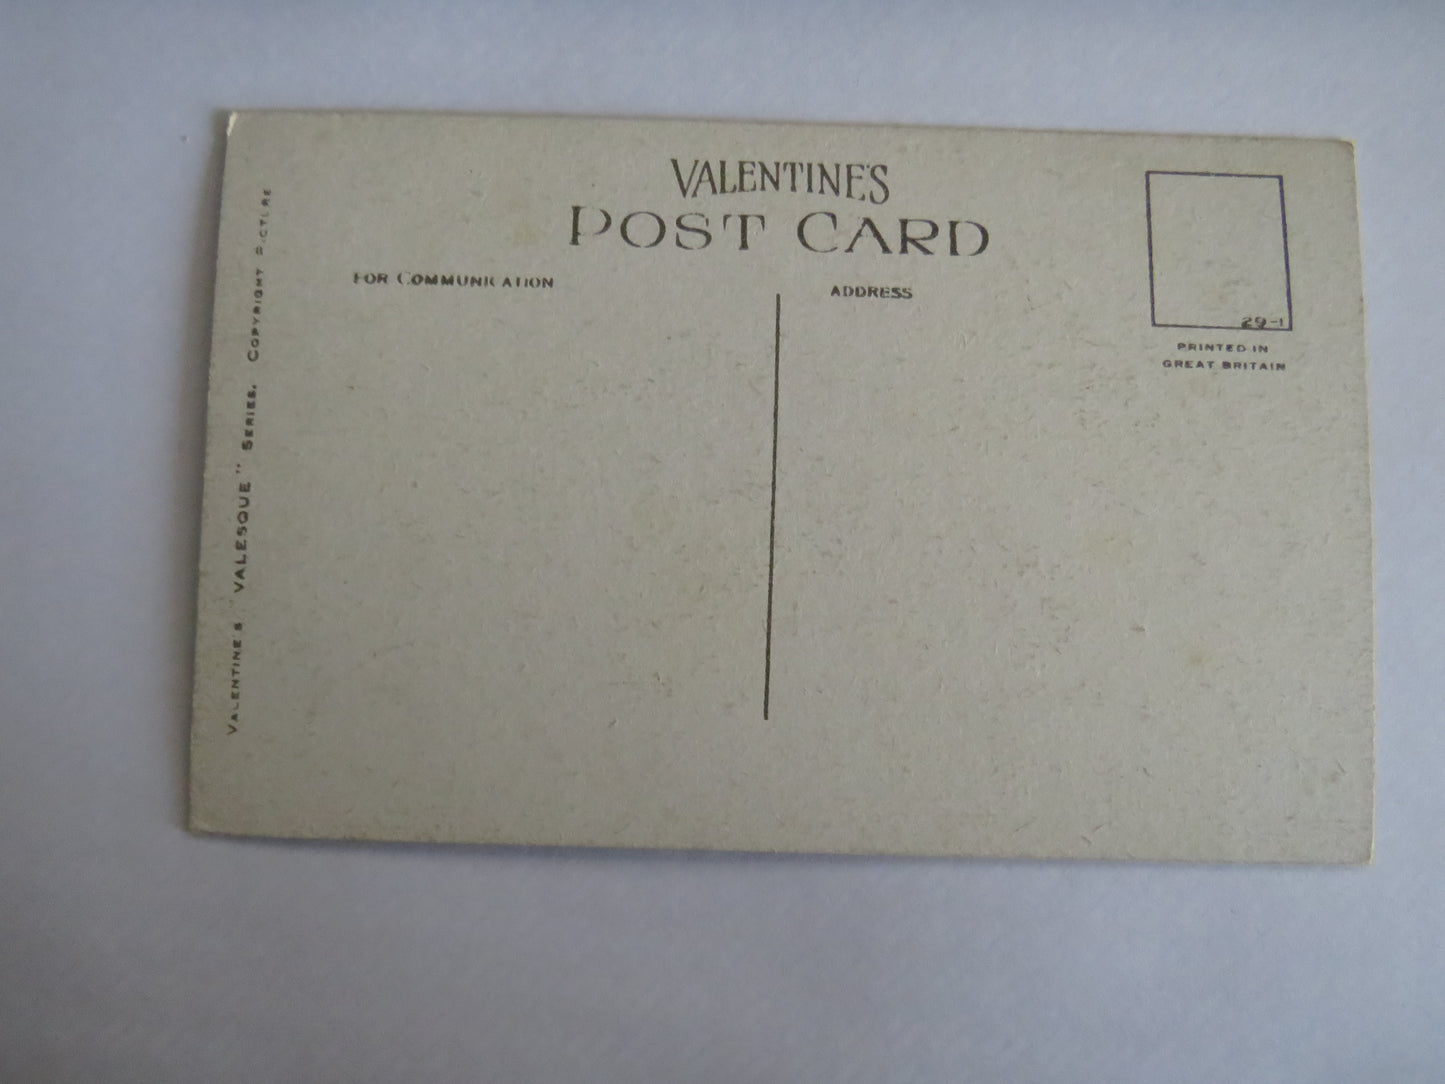 VALENTINE'S
POST CARD
FOR COMMUNICATION
ADDRESS
29-1
PRINTED IN
GREAT BRITAIN
VALENTINE'S "VALESQUE" SERIES. COPYRIGHT PICTURE